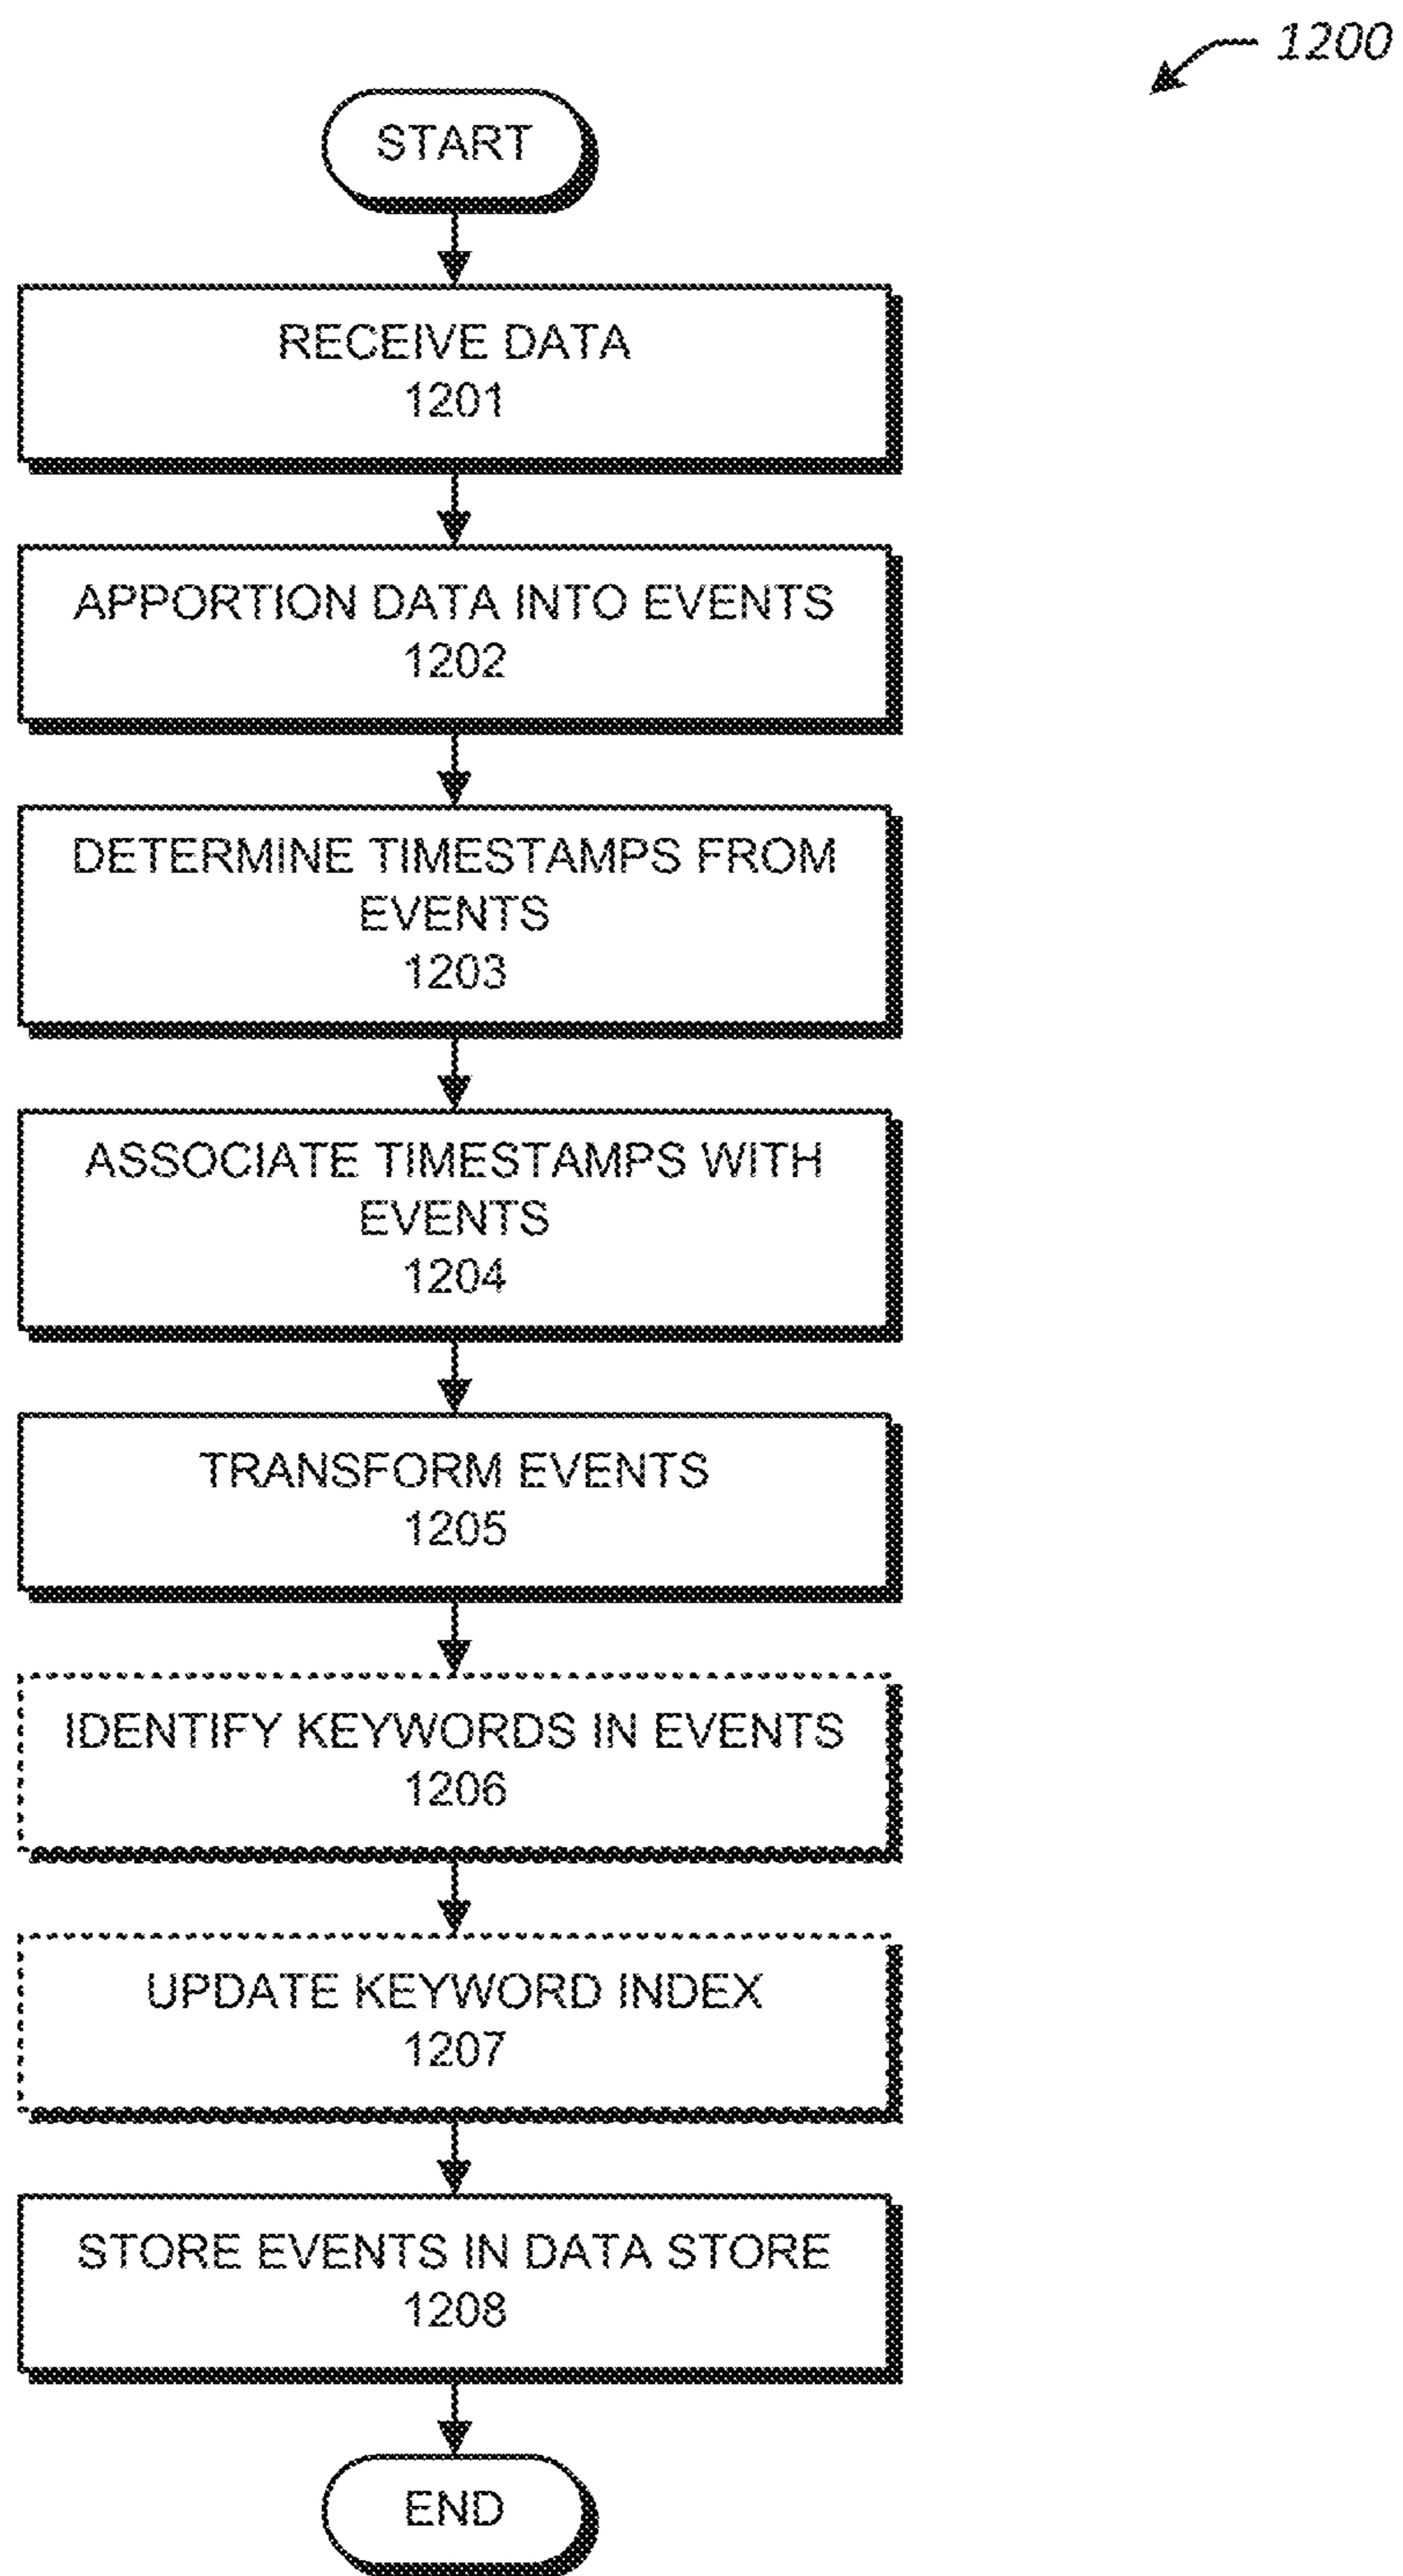 1200
START
RECEIVE DATA
1201
APPORTION DATA INTO EVENTS
1202
DETERMINE TIMESTAMPS FROM
EVENTS
1203
ASSOCIATE TIMESTAMPS WITH
EVENTS
1204
TRANSFORM EVENTS
1205
IDENTIFY KEYWORDS IN EVENTS
1206
UPDATE KEYWORD INDEX
1207
STORE EVENTS IN DATA STORE
1208
END